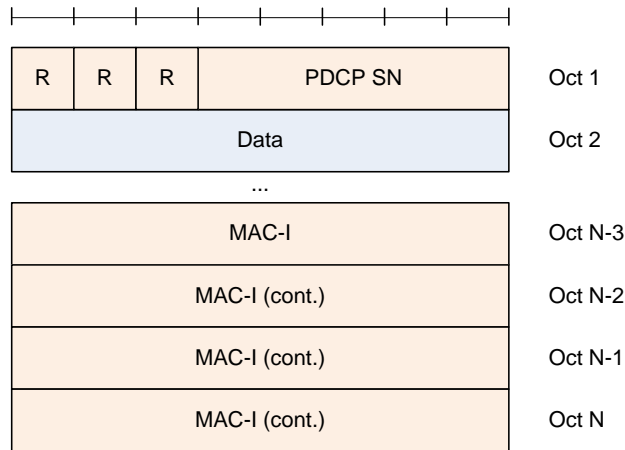 R R R PDCP SN Oct 1
Data Oct 2
...
MAC-I Oct N-3
MAC-I (cont.) Oct N-2
MAC-I (cont.) Oct N-1
MAC-I (cont.) Oct N